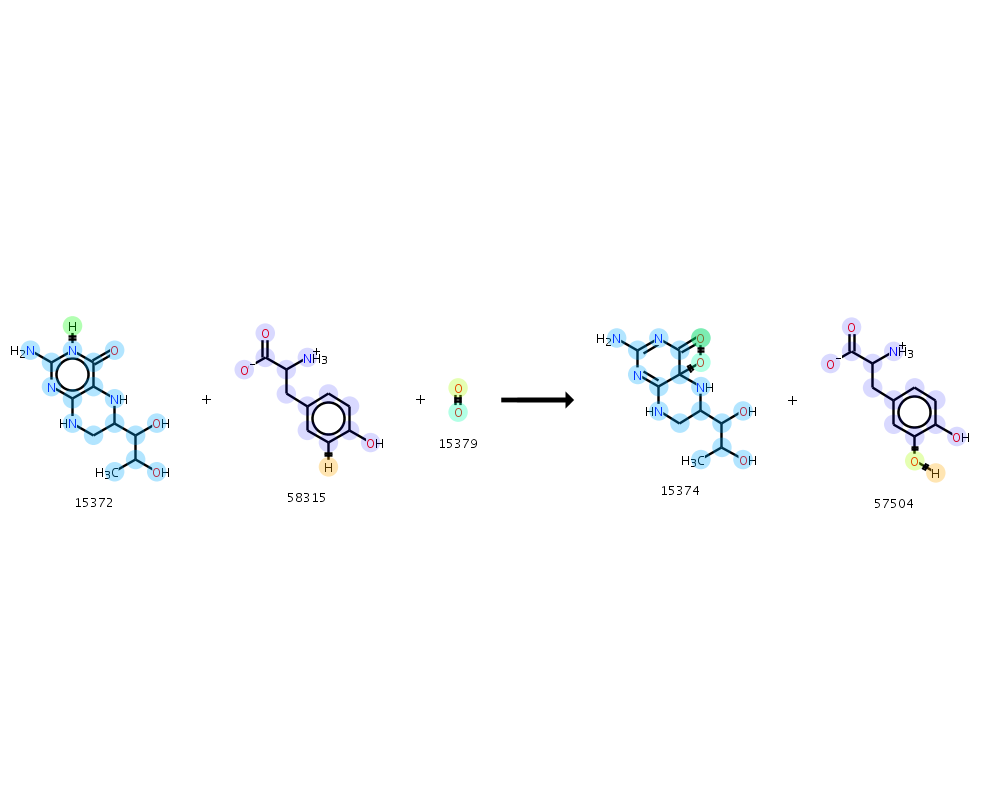 H
H₂N N O
N NH
HN OH
H₃C OH
15372
+
O
O⁻ NH₃⁺
OH
H
58315
+
O
O
15379
H₂N N O
O
N NH
HN OH
H₃C OH
15374
+
O
O⁻ NH₃⁺
OH
O
H
57504